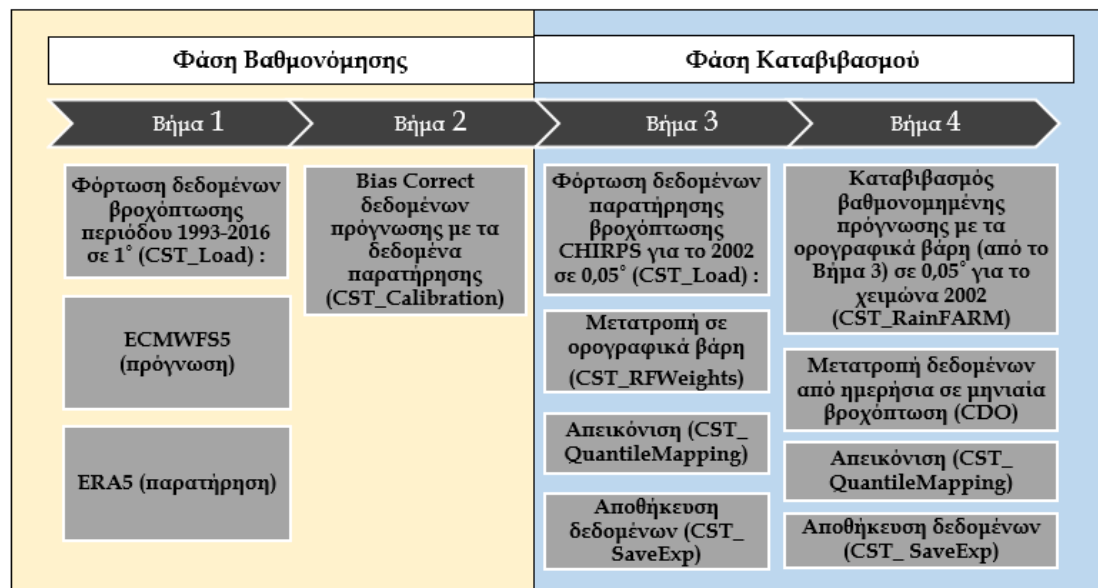 Φάση Βαθμονόμησης
Φάση Καταβιβασμού
Βήμα 1
Βήμα 2
Βήμα 3
Βήμα 4
Φόρτωση δεδομένων
βροχόπτωσης
περιόδου 1993-2016
σε 1˚ (CST_Load) :
ECMWFS5
(πρόγνωση)
ERA5 (παρατήρηση)
Bias Correct
δεδομένων
πρόγνωσης με τα
δεδομένα
παρατήρησης
(CST_Calibration)
Φόρτωση δεδομένων
παρατήρησης
βροχόπτωσης
CHIRPS για το 2002
σε 0,05˚ (CST_Load) :
Μετατροπή σε
ορογραφικά βάρη
(CST_RFWeights)
Απεικόνιση (CST_
QuantileMapping)
Αποθήκευση
δεδομένων (CST_
SaveExp)
Καταβιβασμός
βαθμονομημένης
πρόγνωσης με τα
ορογραφικά βάρη (από το
Βήμα 3) σε 0,05˚ για το
χειμώνα 2002
(CST_RainFARM)
Μετατροπή δεδομένων
από ημερήσια σε μηνιαία
βροχόπτωση (CDO)
Απεικόνιση (CST_
QuantileMapping)
Αποθήκευση δεδομένων
(CST_ SaveExp)